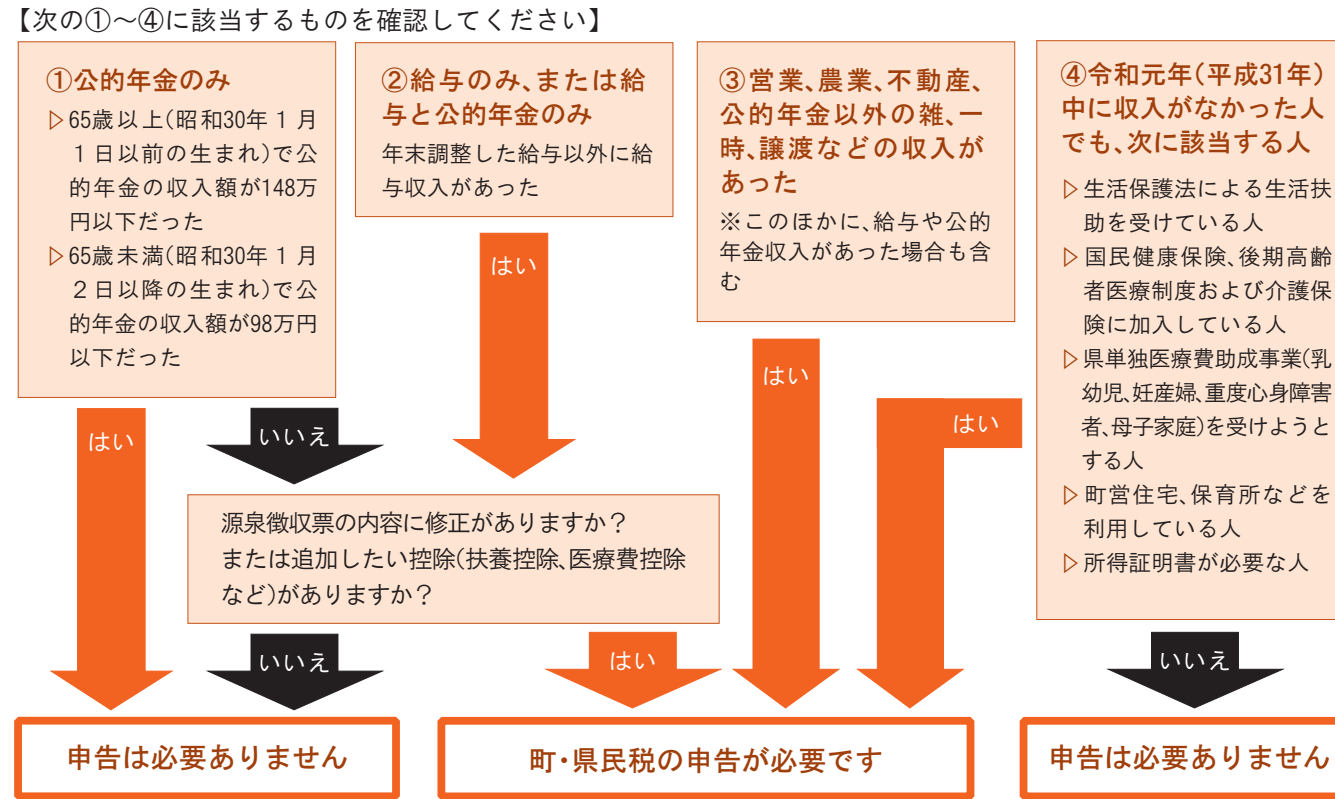 【次の①～④に該当するものを確認してください】
①公的年金のみ
▷65歳以上(昭和30年1月
1日以前の生まれ)で公
的年金の収入額が148万
円以下だった
▷65歳未満(昭和30年1月
2日以降の生まれ)で公
的年金の収入額が98万円
以下だった
②給与のみ、または給
与と公的年金のみ
年末調整した給与以外に給
与収入があった
③営業、農業、不動産、
公的年金以外の雑、一
時、譲渡などの収入が
あった
※このほかに、給与や公的
年金収入があった場合も含
む
④令和元年(平成31年)
中に収入がなかった人
でも、次に該当する人
▷生活保護法による生活扶
助を受けている人
▷国民健康保険、後期高齢
者医療制度および介護保
険に加入している人
▷県単独医療費助成事業(乳
幼児、妊産婦、重度心身障害
者、母子家庭)を受けようと
する人
▷町営住宅、保育所などを
利用している人
▷所得証明書が必要な人
はい
いいえ
はい
はい
はい
源泉徴収票の内容に修正がありますか？
または追加したい控除(扶養控除、医療費控除
など)がありますか？
いいえ
はい
いいえ
申告は必要ありません
町・県民税の申告が必要です
申告は必要ありません